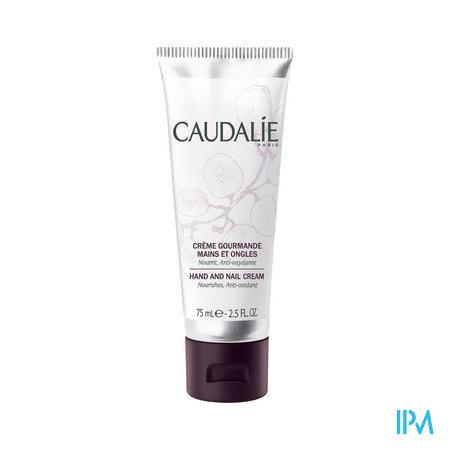 CAUDALÍE
PARIS
CRÈME GOURMANDE
MAINS ET ONGLES
Nourrit, Anti-oxydante
HAND AND NAIL CREAM
Nourishes, Anti-oxidant
75 mL℮ - 2.5 FL. OZ.
IPM